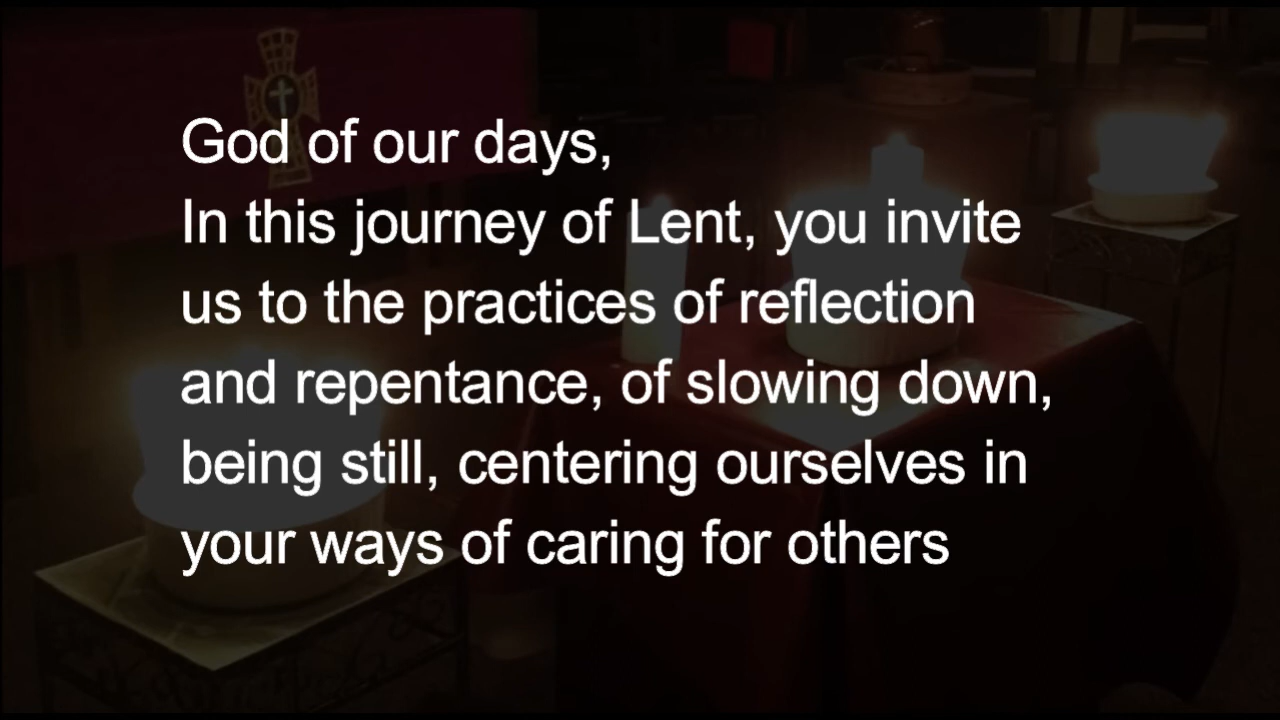 God of our days,
In this journey of Lent, you invite
us to the practices of reflection
and repentance, of slowing down,
being still, centering ourselves in
your ways of caring for others